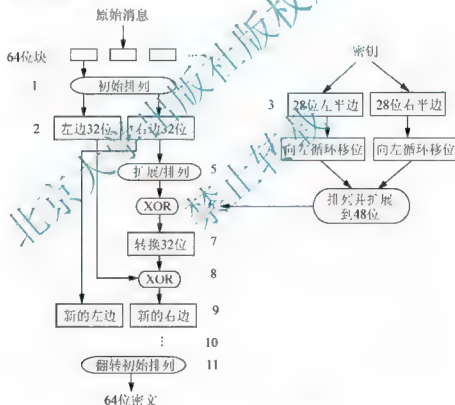 原始消息
64位块
……
密钥
1
初始排列
2
左边32位
右边32位
3
28位左半边
28位右半边
向左循环移位
向左循环移位
扩展/排列
5
XOR
排列并扩展
到48位
转换32位
7
XOR
8
新的左边
新的右边
9
⋮
10
翻转初始排列
11
64位密文
禁止转载